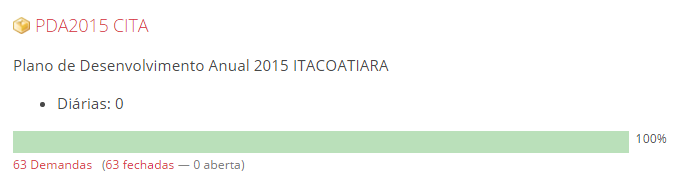 PDA2015 CITA
Plano de Desenvolvimento Anual 2015 ITACOATIARA
• Diárias: 0
100%
63 Demandas (63 fechadas — 0 aberta)